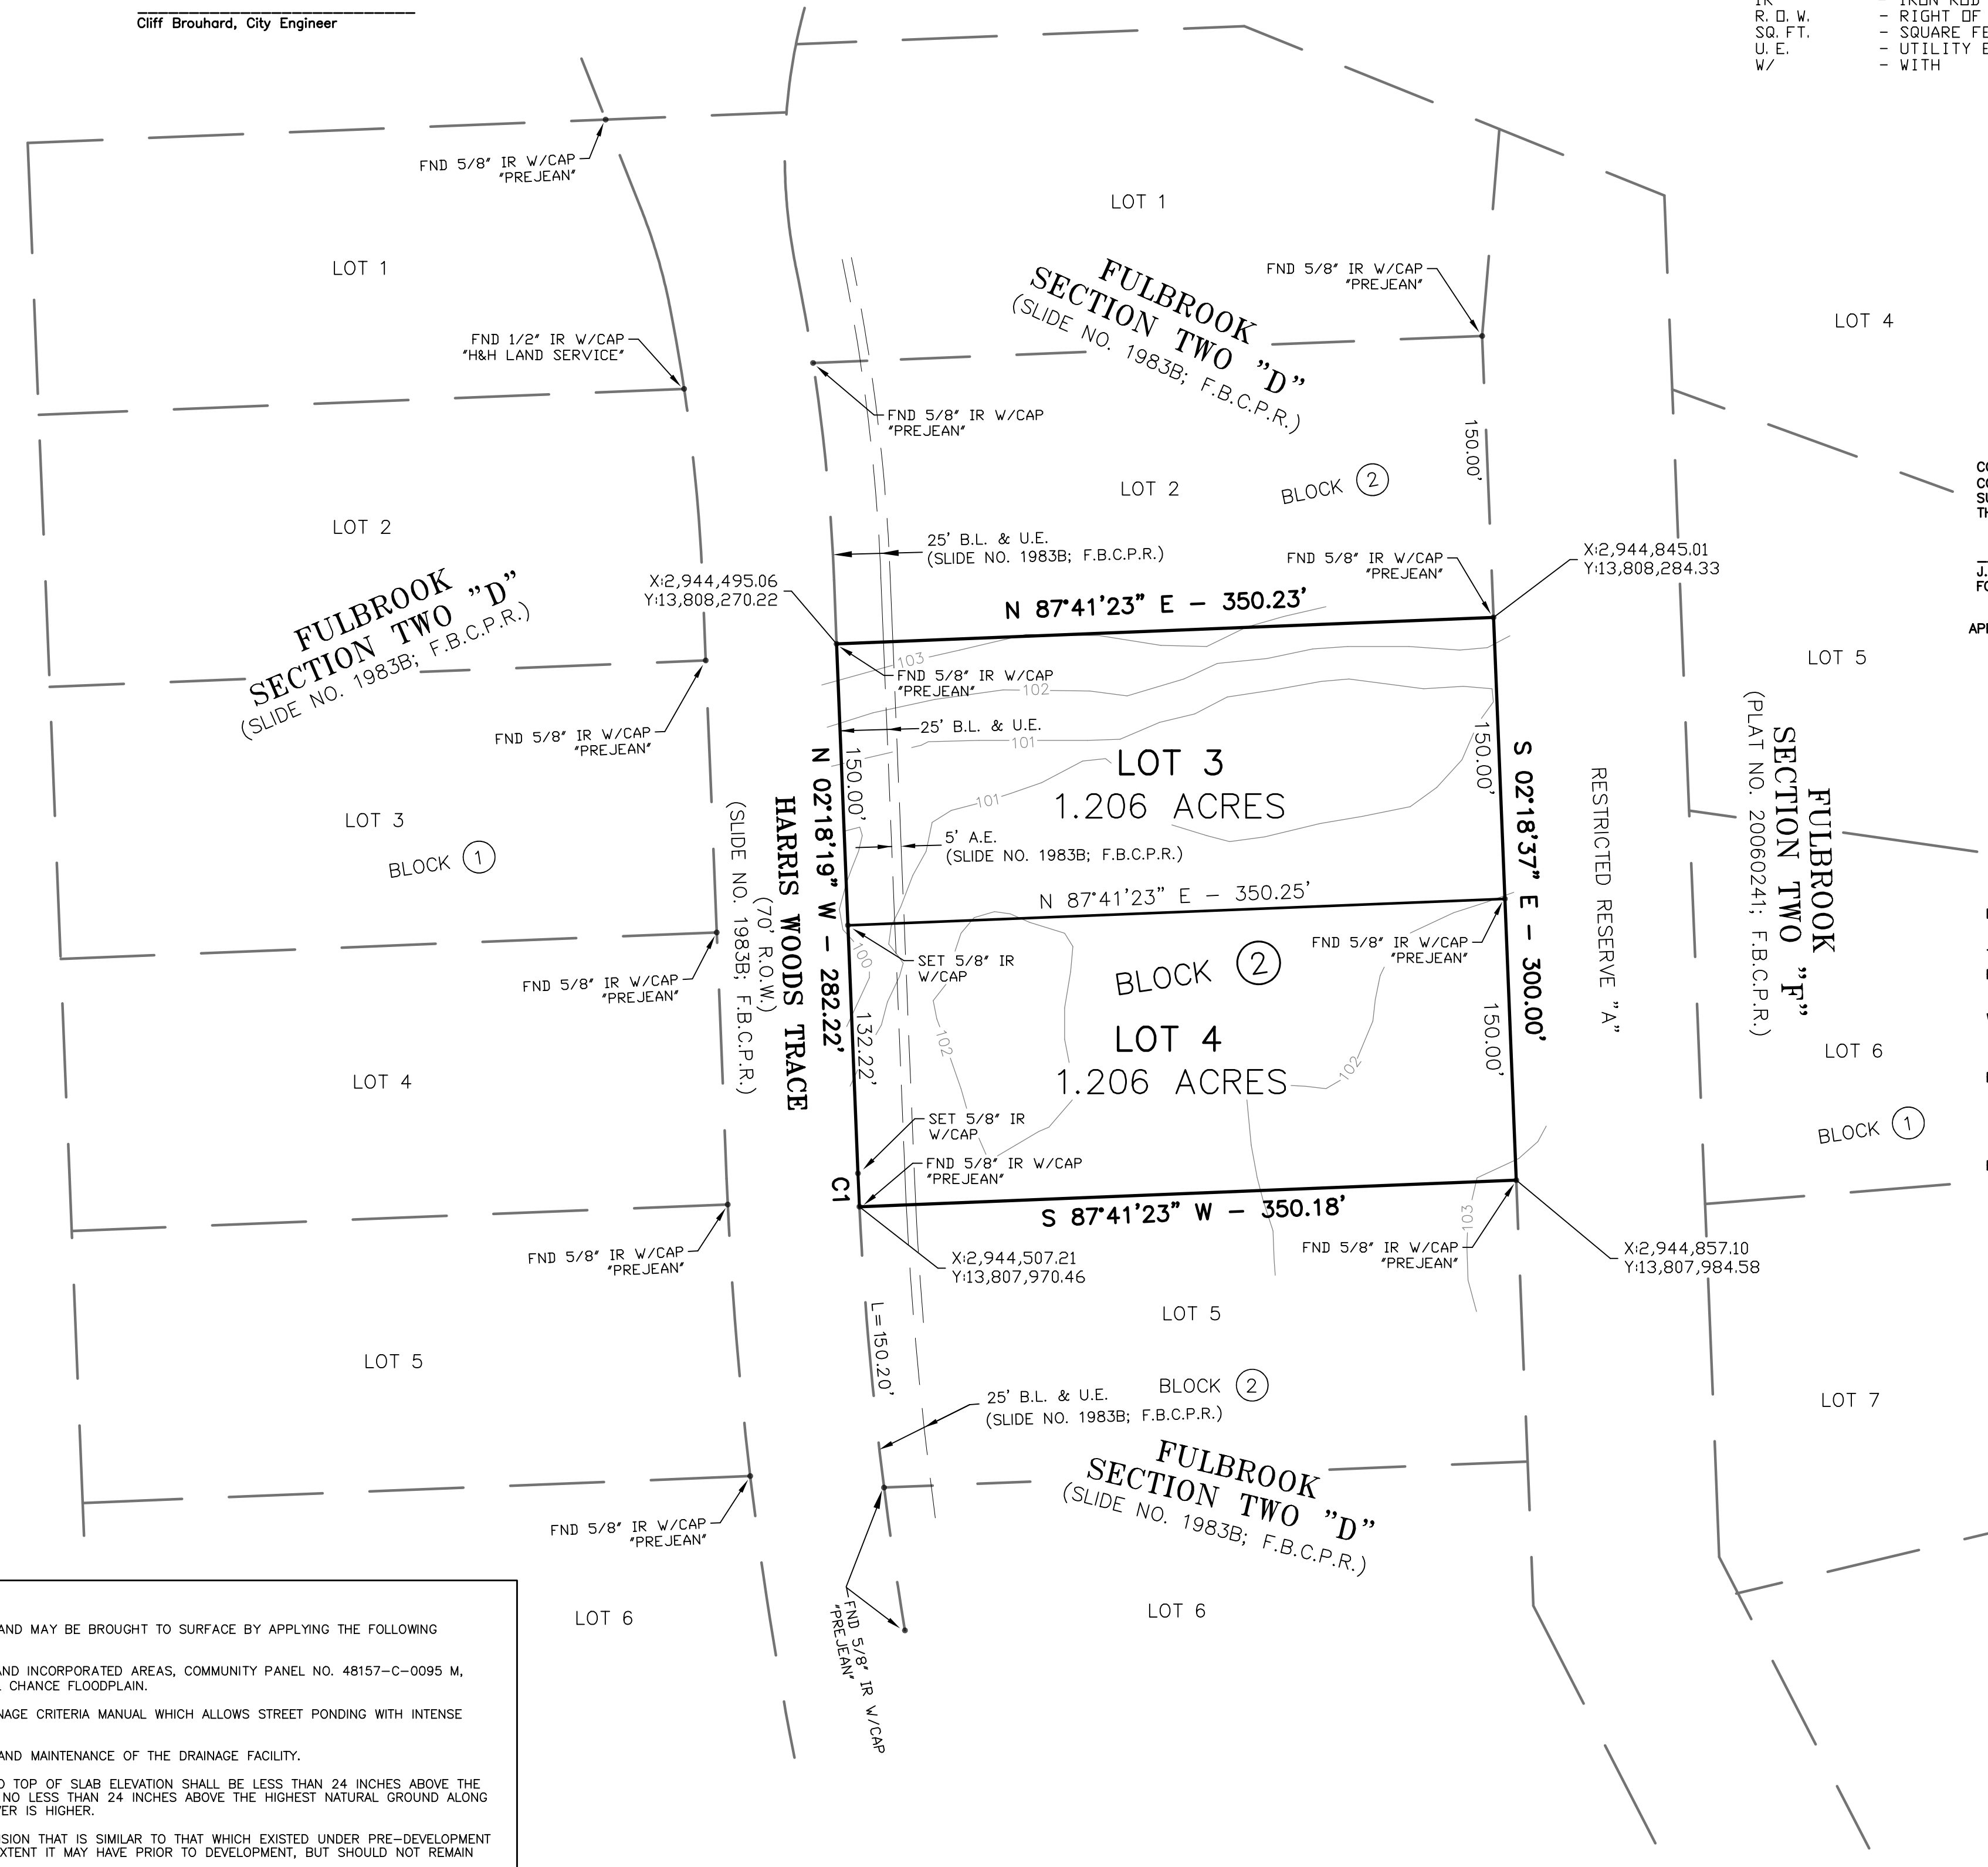 Cliff Brouhard, City Engineer
R. O. W. - RIGHT OF
SQ. FT. - SQUARE
U. E. - UTILITY
W/ - WITH
FND 5/8" IR W/CAP
"PREJEAN"
LOT 1
LOT 1
FULBROOK
SECTION TWO "D"
(SLIDE NO. 1983B; F.B.C.P.R.)
FND 5/8" IR W/CAP
"PREJEAN"
LOT 4
FND 1/2" IR W/CAP
"H&H LAND SERVICE"
FND 5/8" IR W/CAP
"PREJEAN"
150.00'
LOT 2
BLOCK 2
LOT 2
25' B.L. & U.E.
(SLIDE NO. 1983B; F.B.C.P.R.)
FND 5/8" IR W/CAP
"PREJEAN"
X:2,944,845.01
Y:13,808,284.33
X:2,944,495.06
Y:13,808,270.22
N 87°41'23" E - 350.23'
FULBROOK
SECTION TWO "D"
(SLIDE NO. 1983B; F.B.C.P.R.)
LOT 5
103
FND 5/8" IR W/CAP
"PREJEAN"
102
FND 5/8" IR W/CAP
"PREJEAN"
25' B.L. & U.E.
101
LOT 3
1.206 ACRES
101
150.00'
150.00'
N 02°18'19" W - 282.22'
S 02°18'37" E - 300.00'
RESTRICTED RESERVE "A"
FULBROOK
SECTION TWO "F"
(PLAT NO. 20060241; F.B.C.P.R.)
LOT 3
BLOCK 1
5' A.E.
(SLIDE NO. 1983B; F.B.C.P.R.)
HARRIS WOODS TRACE
(70' R.O.W.)
(SLIDE NO. 1983B; F.B.C.P.R.)
N 87°41'23" E - 350.25'
100
SET 5/8" IR
W/CAP
FND 5/8" IR W/CAP
"PREJEAN"
BLOCK 2
FND 5/8" IR W/CAP
"PREJEAN"
132.22'
102
LOT 4
1.206 ACRES
102
150.00'
LOT 6
LOT 4
BLOCK 1
SET 5/8" IR
W/CAP
FND 5/8" IR W/CAP
"PREJEAN"
C1
S 87°41'23" W - 350.18'
103
FND 5/8" IR W/CAP
"PREJEAN"
X:2,944,507.21
Y:13,807,970.46
FND 5/8" IR W/CAP
"PREJEAN"
X:2,944,857.10
Y:13,807,984.58
LOT 5
L=150.20'
LOT 5
BLOCK 2
25' B.L. & U.E.
(SLIDE NO. 1983B; F.B.C.P.R.)
LOT 7
FULBROOK
SECTION TWO "D"
(SLIDE NO. 1983B; F.B.C.P.R.)
FND 5/8" IR W/CAP
"PREJEAN"
FND 5/8" IR W/CAP
"PREJEAN"
LOT 6
LOT 6
AND MAY BE BROUGHT TO SURFACE BY APPLYING THE FOLLOWING
AND INCORPORATED AREAS, COMMUNITY PANEL NO. 48157-C-0095 M,
CHANCE FLOODPLAIN.
CRITERIA MANUAL WHICH ALLOWS STREET PONDING WITH INTENSE
AND MAINTENANCE OF THE DRAINAGE FACILITY.
TOP OF SLAB ELEVATION SHALL BE LESS THAN 24 INCHES ABOVE THE
NO LESS THAN 24 INCHES ABOVE THE HIGHEST NATURAL GROUND ALONG
IS HIGHER.
THAT IS SIMILAR TO THAT WHICH EXISTED UNDER PRE-DEVELOPMENT
IT MAY HAVE PRIOR TO DEVELOPMENT, BUT SHOULD NOT REMAIN